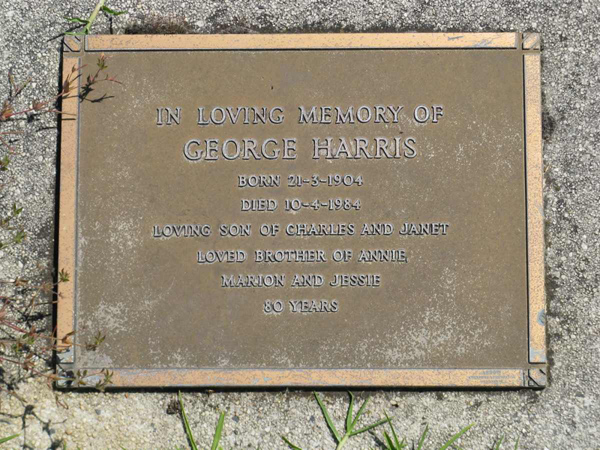 IN LOVING MEMORY OF
GEORGE HARRIS
BORN 21-3-1904
DIED 10-4-1984
LOVING SON OF CHARLES AND JANET
LOVED BROTHER OF ANNIE,
MARION AND JESSIE
80 YEARS